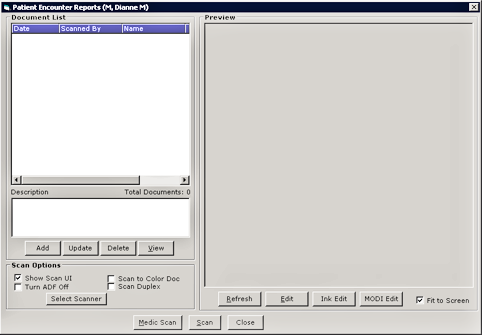 Patient Encounter Reports (M, Dianne M)
Document List
Date Scanned By Name
Description Total Documents: 0
Add Update Delete View
Scan Options
Show Scan UI Scan to Color Doc
Turn ADF Off Scan Duplex
Select Scanner
Preview
Refresh Edit Ink Edit MODI Edit Fit to Screen
Medic Scan Scan Close